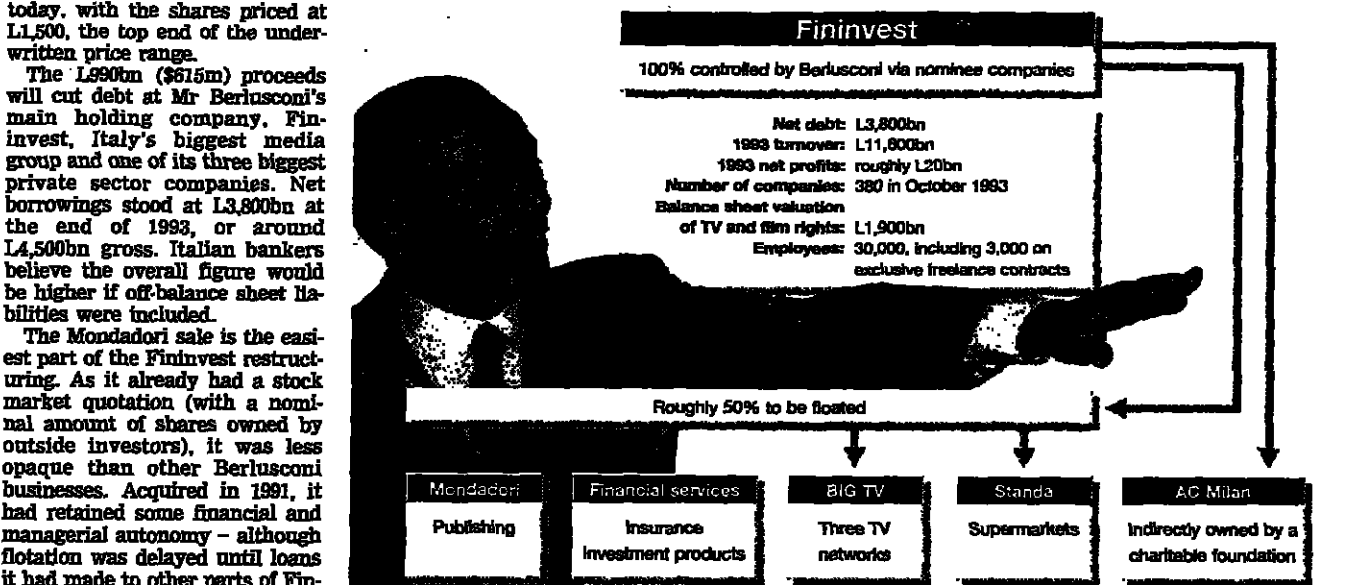 today, with the shares priced at
L1,500, the top end of the under-
written price range.
The L990bn ($615m) proceeds
will cut debt at Mr Berlusconi's
main holding company, Fin-
invest, Italy's biggest media
group and one of its three biggest
private sector companies. Net
borrowings stood at L3,800bn at
the end of 1993, or around
L4,500bn gross. Italian bankers
believe the overall figure would
be higher if off-balance sheet lia-
bilities were included.
The Mondadori sale is the easi-
est part of the Fininvest restruct-
uring. As it already had a stock
market quotation (with a nomi-
nal amount of shares owned by
outside investors), it was less
opaque than other Berlusconi
businesses. Acquired in 1991, it
had retained some financial and
managerial autonomy – although
flotation was delayed until loans
it had made to other parts of Fin-
Fininvest
100% controlled by Berlusconi via nominee companies
Net debt: L3,800bn
1993 turnover: L11,600bn
1993 net profits: roughly L20bn
Number of companies: 380 in October 1993
Balance sheet valuation
of TV and film rights: L1,900bn
Employees: 30,000, including 3,000 on
exclusive freelance contracts
Roughly 50% to be floated
Mondadori
Publishing
Financial services
Insurance
Investment products
BIG TV
Three TV
networks
Standa
Supermarkets
AC Milan
Indirectly owned by a
charitable foundation